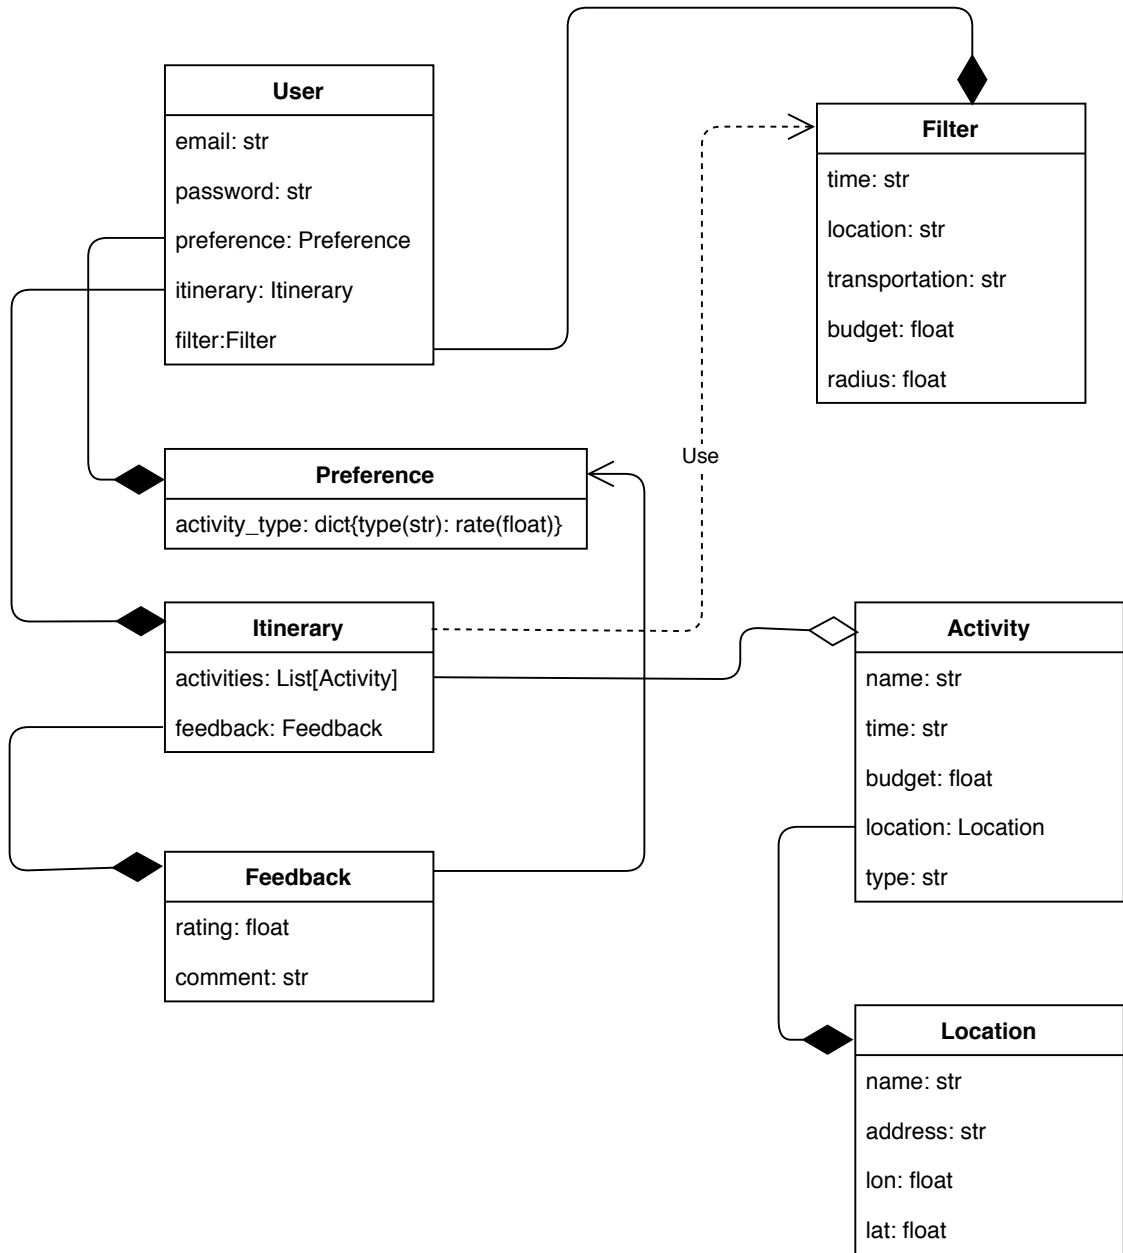 User
email: str
password: str
preference: Preference
itinerary: Itinerary
filter:Filter
Filter
time: str
location: str
transportation: str
budget: float
radius: float
Use
Preference
activity_type: dict{type(str): rate(float)}
Itinerary
activities: List[Activity]
feedback: Feedback
Activity
name: str
time: str
budget: float
location: Location
type: str
Feedback
rating: float
comment: str
Location
name: str
address: str
lon: float
lat: float